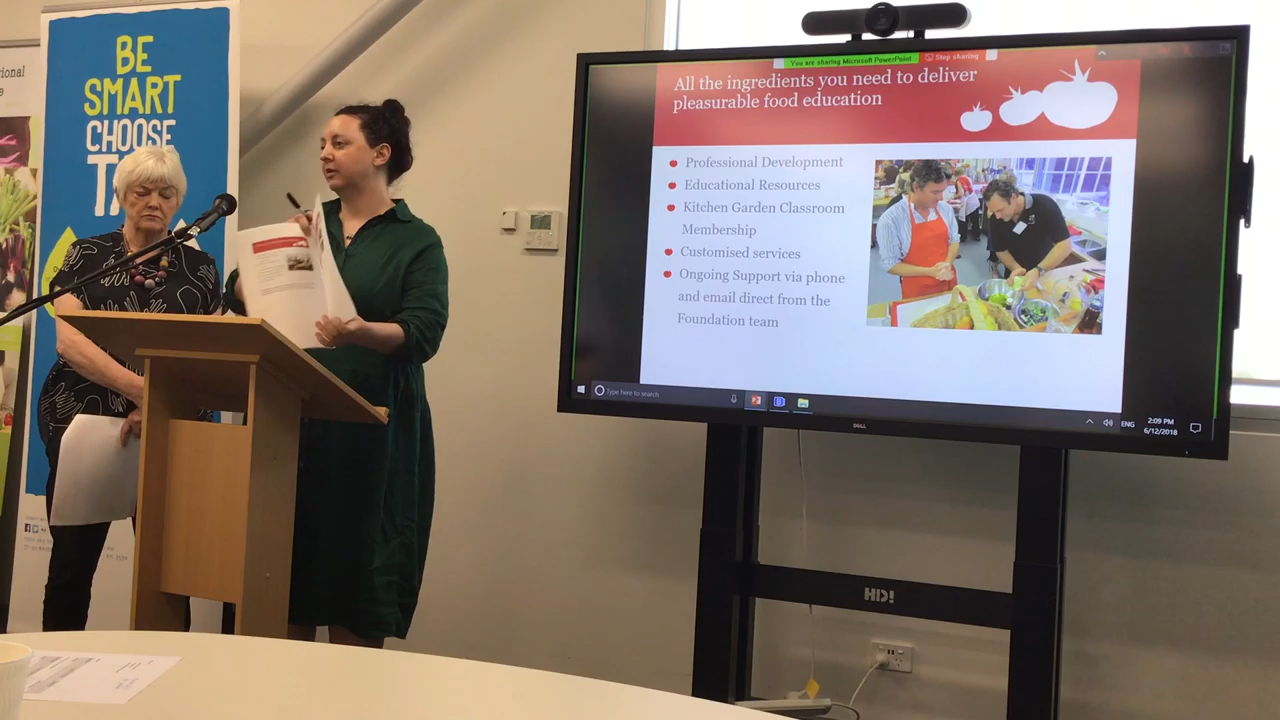 ional
e
BE
SMART
CHOOSE
TA
You are sharing Microsoft PowerPoint
Stop sharing
All the ingredients you need to deliver
pleasurable food education
Professional Development
Educational Resources
Kitchen Garden Classroom
Membership
Customised services
Ongoing Support via phone
and email direct from the
Foundation team
Type here to search
ENG
2:09 PM
6/12/2018
DELL
HD!